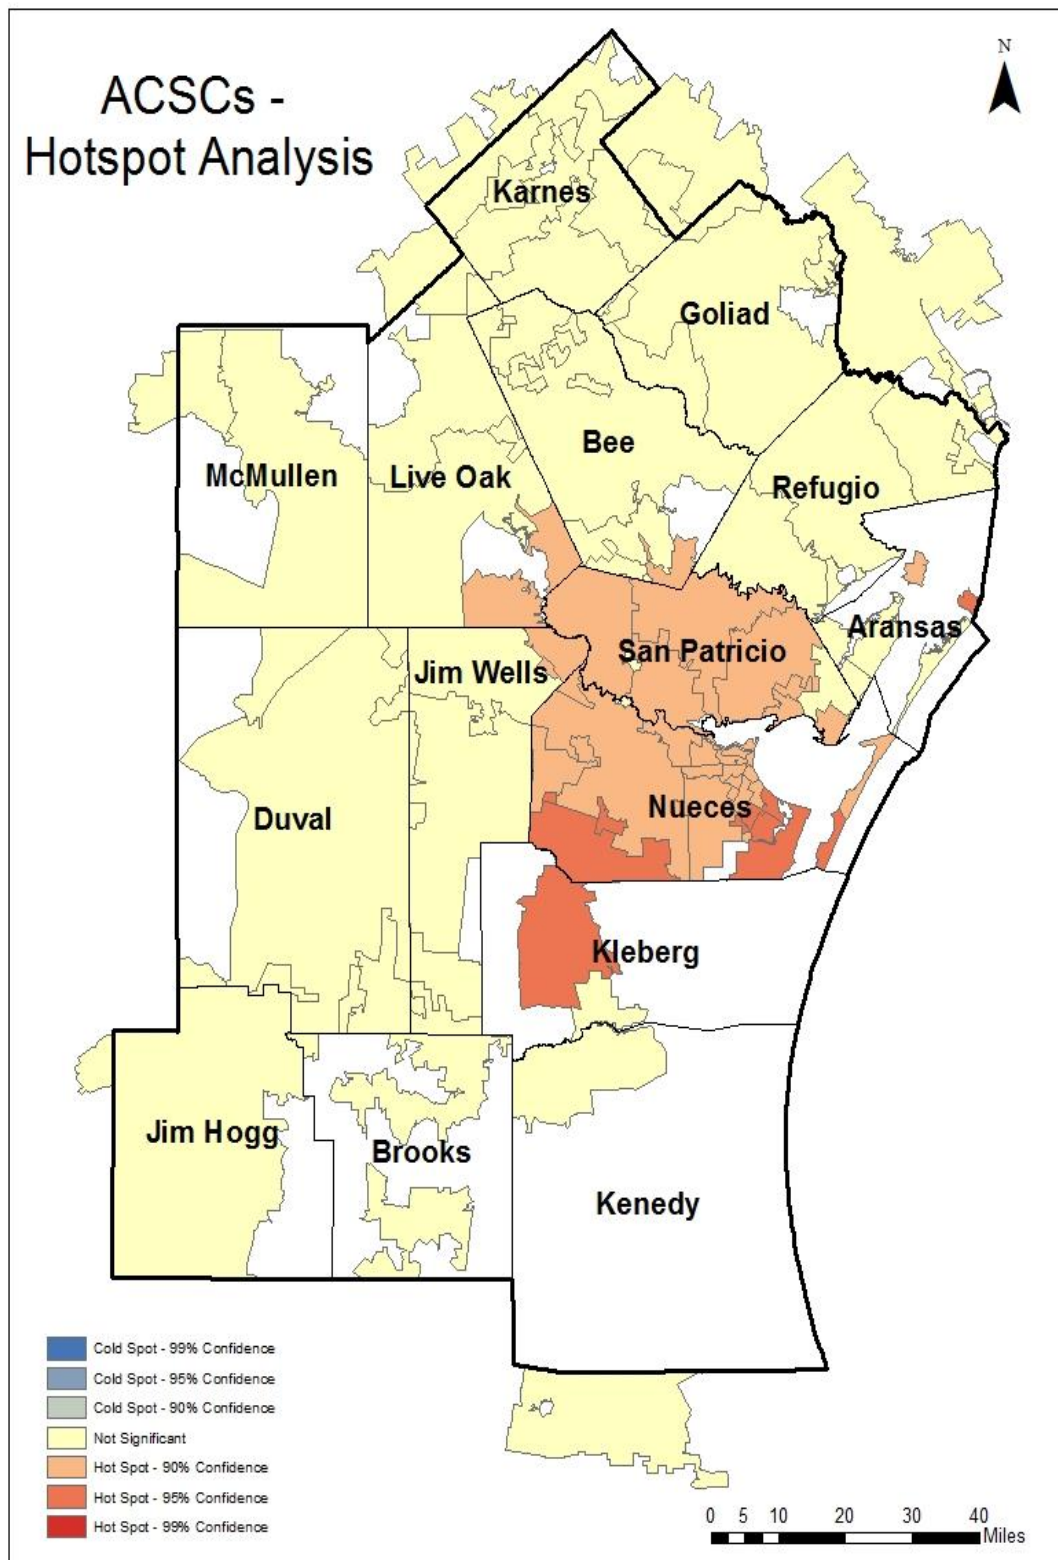 ACSCs -
Hotspot Analysis
N
Karnes
Goliad
Bee
McMullen
Live Oak
Refugio
Aransas
San Patricio
Jim Wells
Nueces
Duval
Kleberg
Jim Hogg
Brooks
Kenedy
Cold Spot - 99% Confidence
Cold Spot - 95% Confidence
Cold Spot - 90% Confidence
Not Significant
Hot Spot - 90% Confidence
Hot Spot - 95% Confidence
Hot Spot - 99% Confidence
0 5 10 20 30 40
Miles